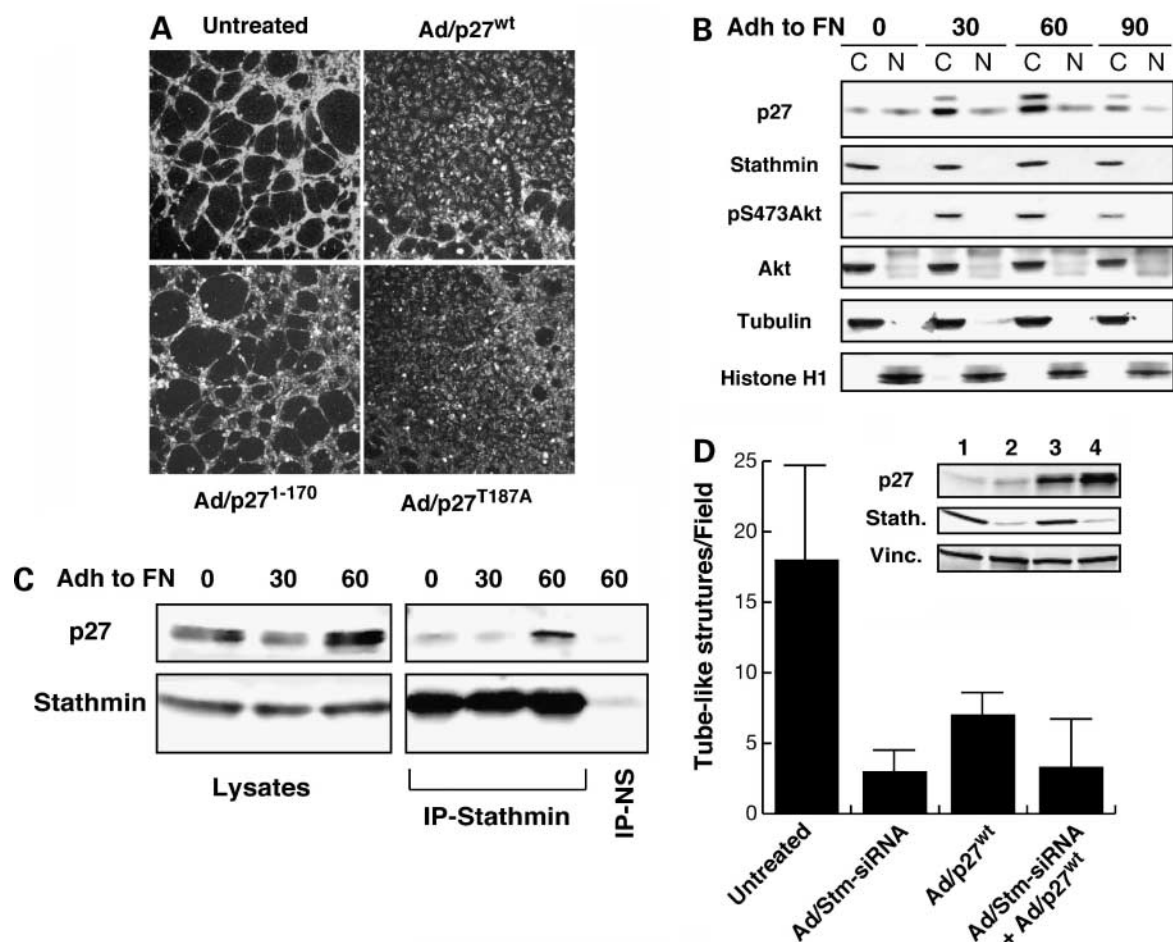 A
Untreated
Ad/p27wt
Ad/p271-170
Ad/p27T187A
B
Adh to FN 0 30 60 90
C N C N C N C N
p27
Stathmin
pS473Akt
Akt
Tubulin
Histone H1
C
Adh to FN 0 30 60 0 30 60 60
p27
Stathmin
Lysates
IP-Stathmin
IP-NS
D
1 2 3 4
p27
Stath.
Vinc.
Tube-like strutures/Field
25
20
15
10
5
0
Untreated
Ad/Stm-siRNA
Ad/p27wt
Ad/Stm-siRNA
+ Ad/p27wt